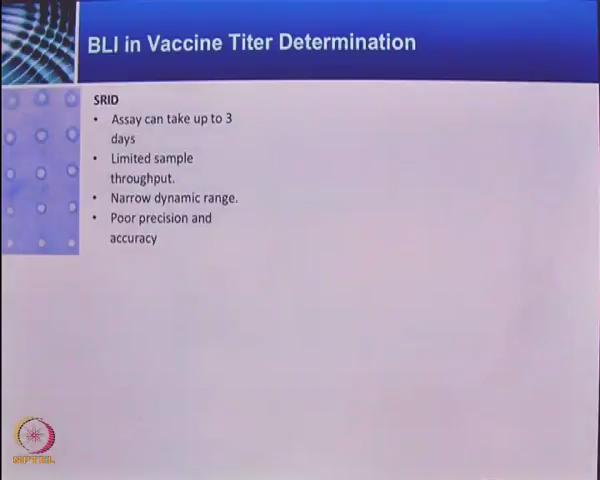 BLI in Vaccine Titer Determination
SRID
• Assay can take up to 3
days
• Limited sample
throughput.
• Narrow dynamic range.
• Poor precision and
accuracy
NPTEL